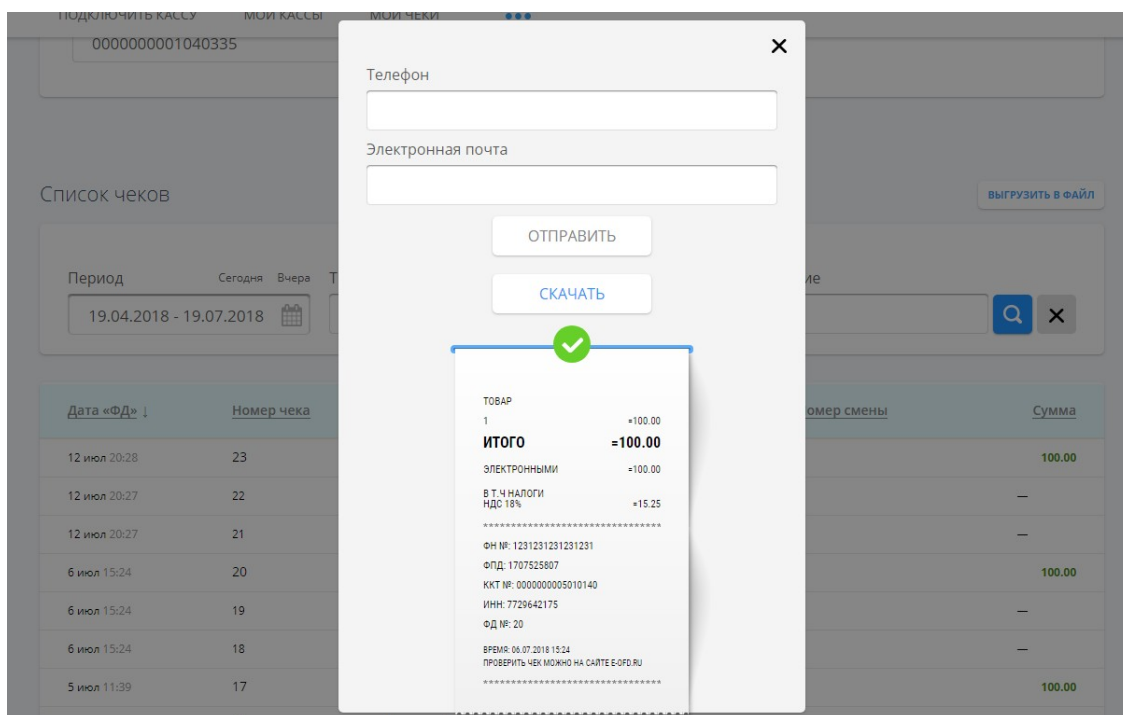 ПОДКЛЮЧИТЬ КАССУ МОИ КАССЫ МОИ ЧЕКИ
0000000001040335
Телефон
Электронная почта
Список чеков
ВЫГРУЗИТЬ В ФАЙЛ
ОТПРАВИТЬ
СКАЧАТЬ
Период Сегодня Вчера
19.04.2018 - 19.07.2018
Дата «ФД» ↓ Номер чека омер смены Сумма
12 июл 20:28 23 100.00
12 июл 20:27 22 —
12 июл 20:27 21 —
6 июл 15:24 20 100.00
6 июл 15:24 19 —
6 июл 15:24 18 —
5 июл 11:39 17 100.00
ТОВАР
1 =100.00
ИТОГО =100.00
ЭЛЕКТРОННЫМИ =100.00
В Т.Ч НАЛОГИ
НДС 18% =15.25
*********************************
ФН №: 1231231231231231
ФПД: 1707525807
ККТ №: 0000000005010140
ИНН: 7729642175
ФД №: 20
ВРЕМЯ: 06.07.2018 15:24
ПРОВЕРИТЬ ЧЕК МОЖНО НА САЙТЕ E-OFD.RU
*********************************